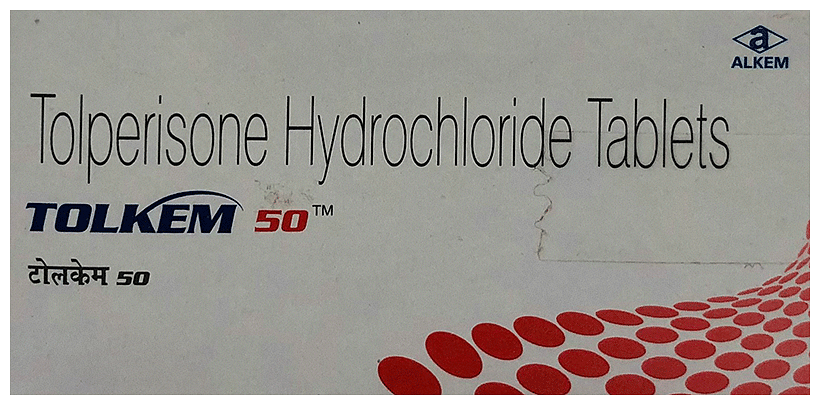 ALKEM
Tolperisone Hydrochloride Tablets
TOLKEM 50™
टोलकेम 50